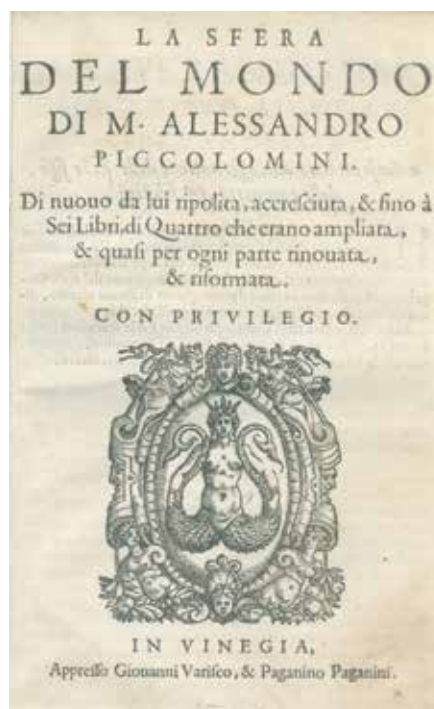 LA SFERA
DEL MONDO
DI M. ALESSANDRO
PICCOLOMINI.
Di nuouo da lui ripolita, accresciuta, & fino à
Sei Libri, di Quattro che erano ampliata,
& quasi per ogni parte rinouata,
& riformata.
CON PRIVILEGIO.
IN VINEGIA,
Appresso Giouanni Varisco, & Paganino Paganini.